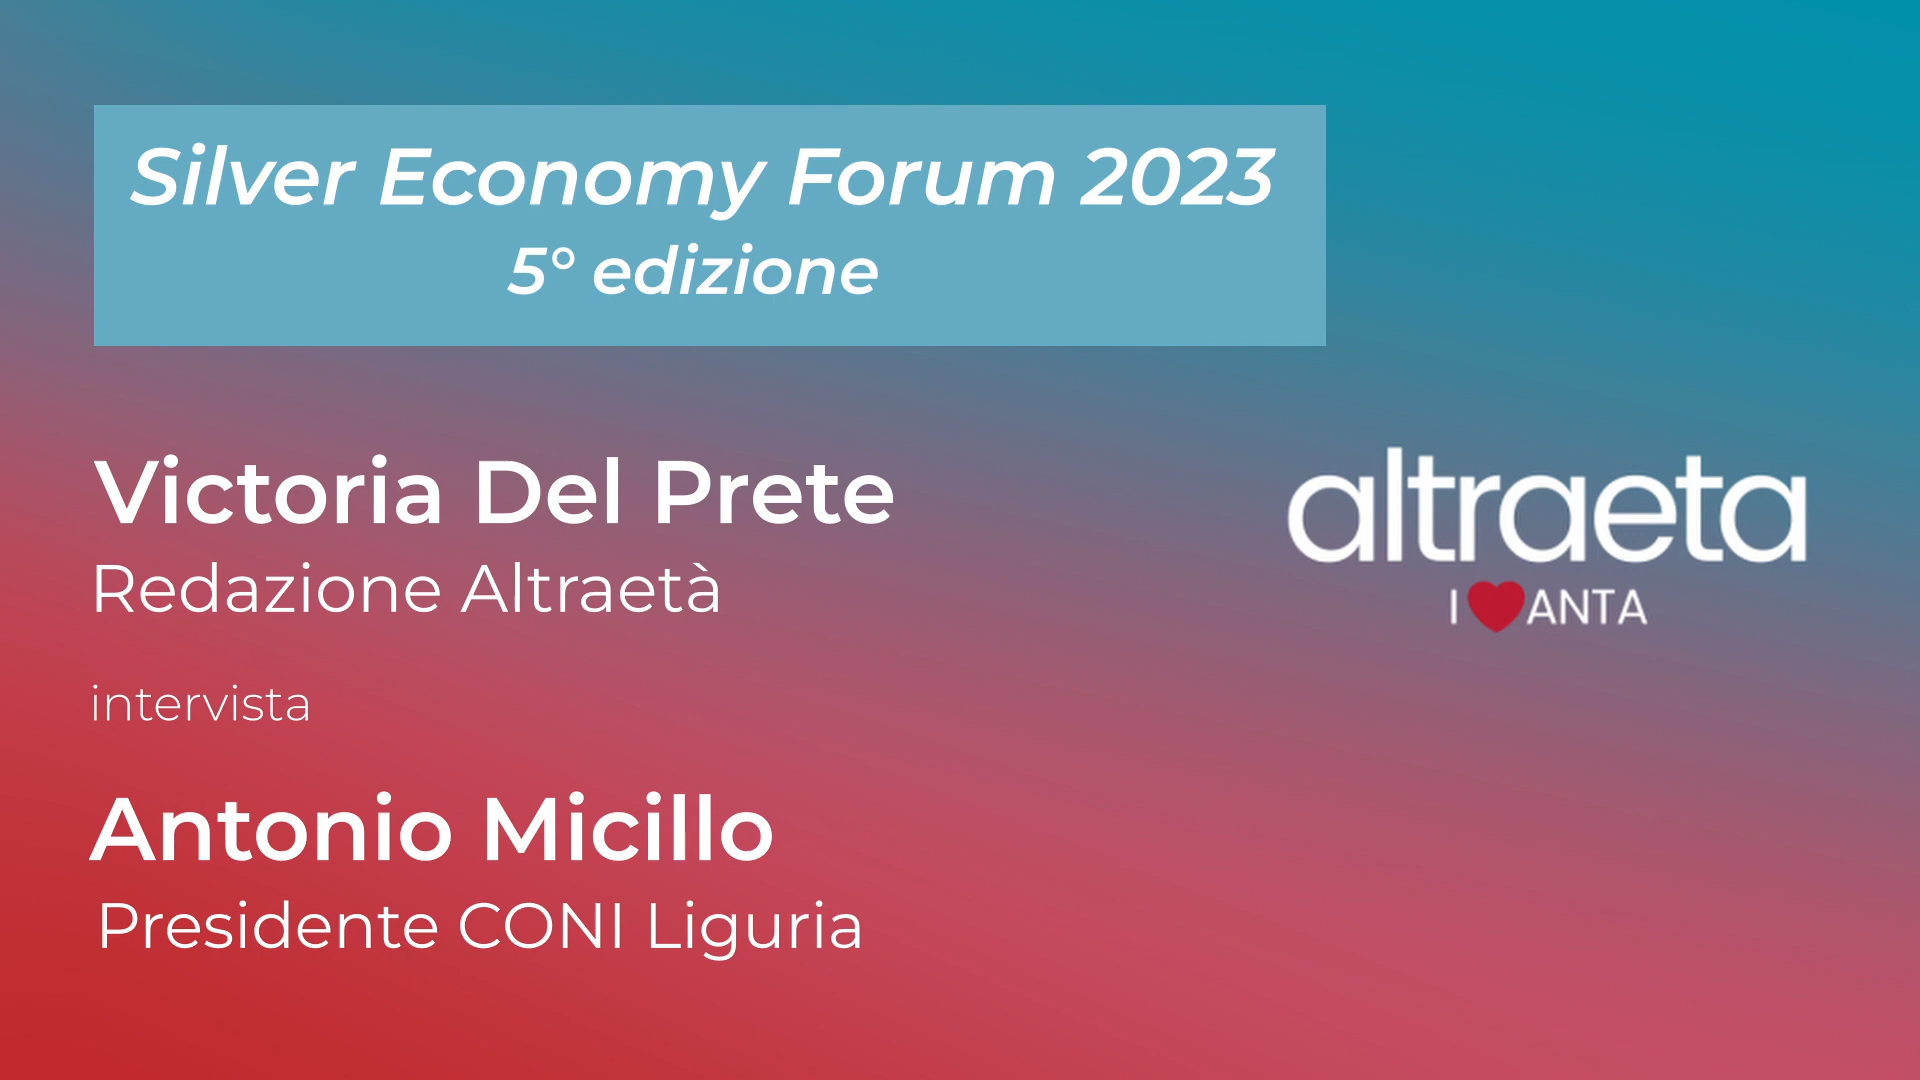 Silver Economy Forum 2023
5° edizione
Victoria Del Prete
Redazione Altraetà
intervista
Antonio Micillo
Presidente CONI Liguria
altraeta
I ❤ ANTA